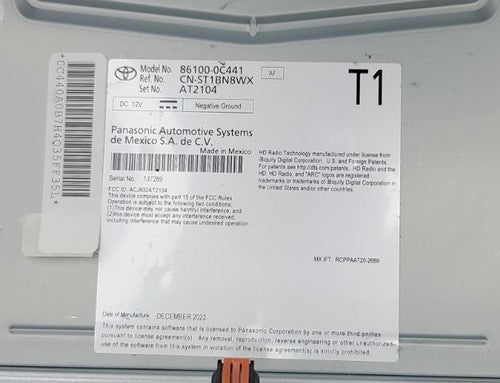 Model No. 86100-0C441
AF
Ref. No. CN-ST1BN8WX
Set No. AT2104
T1
DC 12V
Negative Ground
Panasonic Automotive Systems
de Mexico S.A. de C.V.
Made in Mexico
Serial No. 137289
FCC ID: ACJ932AT2104
This device complies with part 15 of the FCC Rules.
Operation is subject to the following two conditions:
(1)This device may not cause harmful interference, and
(2)this device must accept any interference received,
including interference that may cause undesired operation.
HD Radio Technology manufactured under license from
iBiquity Digital Corporation. U.S. and Foreign Patents.
For patents see http://dts.com/patents. HD Radio and the
HD, HD Radio, and "ARC" logos are registered
trademarks or trademarks of iBiquity Digital Corporation in
the United States and/or other countries.
MX IFT: RCPPAAT20-2689
Date of Manufacture: DECEMBER 2022
This system contains software that is licensed to Panasonic Corporation by one or more third parties
pursuant to license agreement(s). Any removal, reproduction, reverse engineering or other unauthorized
use of the software from this system in violation of the license agreement(s) is strictly prohibited.